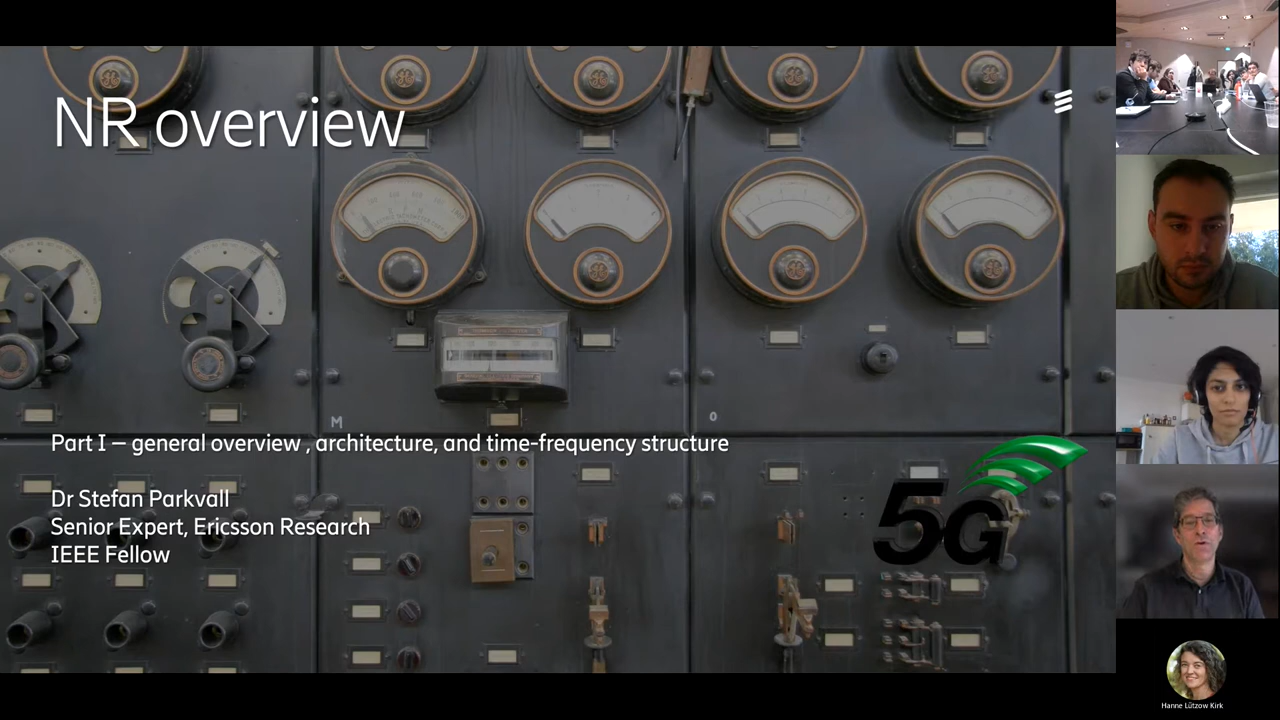 NR overview
M
O
Part I – general overview , architecture, and time-frequency structure
Dr Stefan Parkvall
Senior Expert, Ericsson Research
IEEE Fellow
5G
Hanne Lützow Kirk